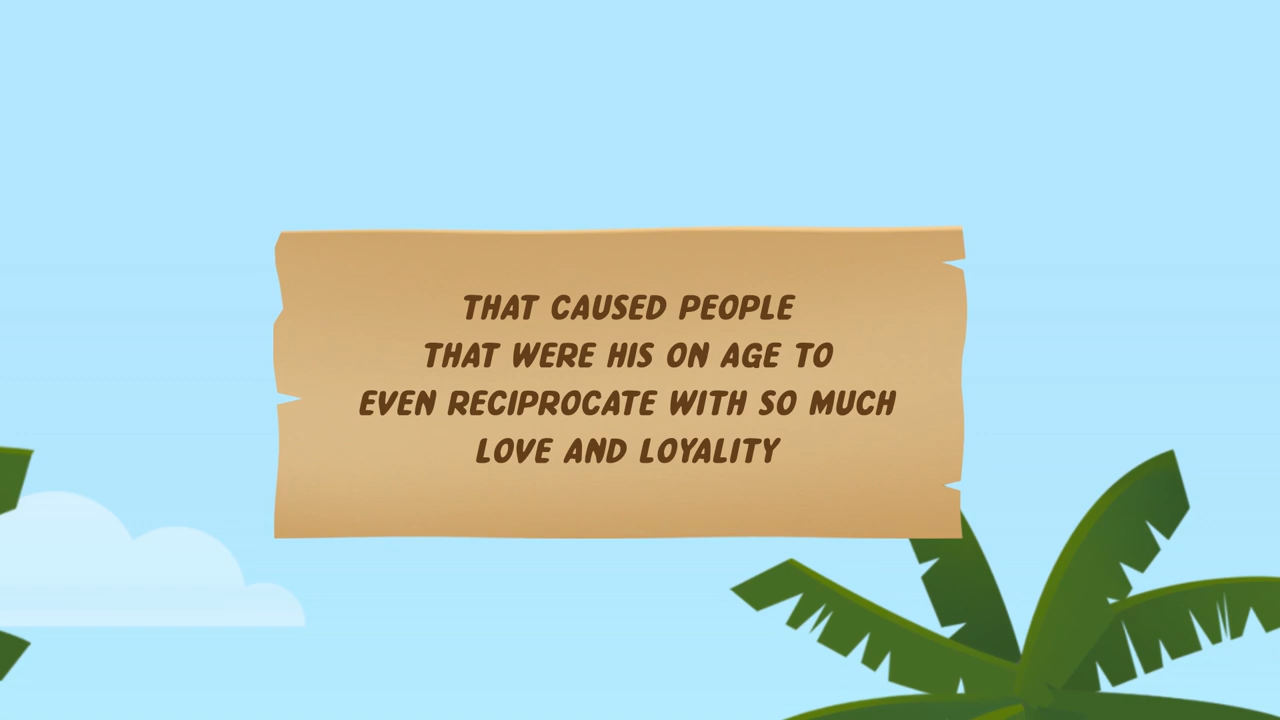 THAT CAUSED PEOPLE
THAT WERE HIS ON AGE TO
EVEN RECIPROCATE WITH SO MUCH
LOVE AND LOYALITY